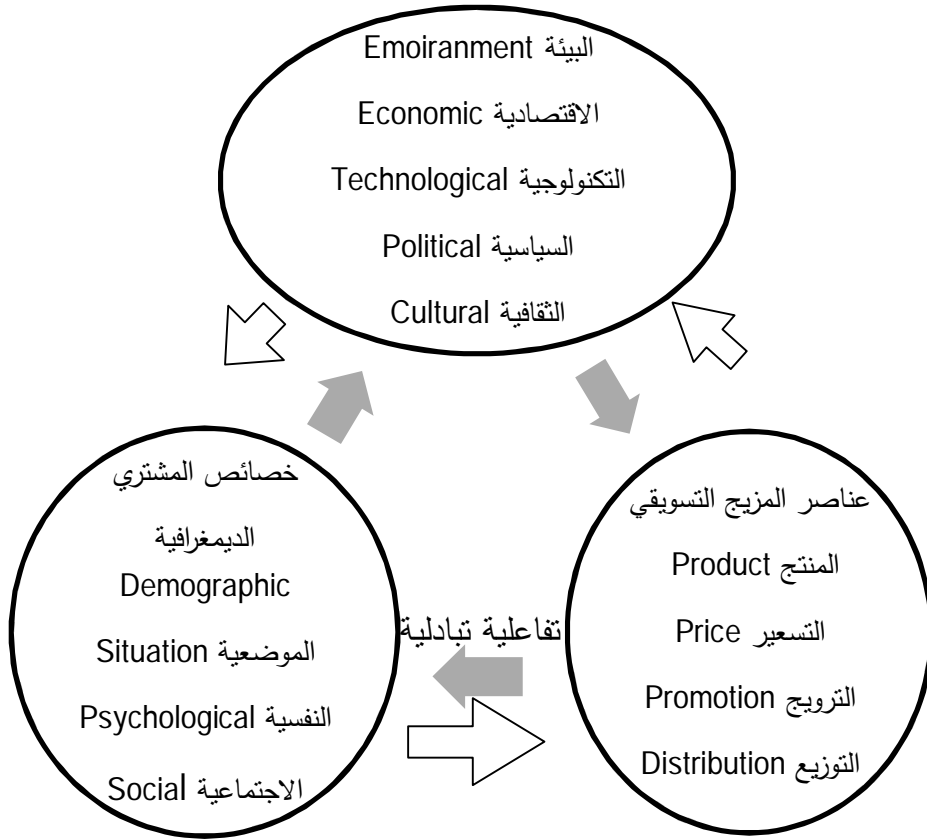 البيئة Emoiranment
الاقتصادية Economic
التكنولوجية Technological
السياسية Political
الثقافية Cultural
خصائص المشتري
الديمغرافية
Demographic
الموضعية Situation
النفسية Psychological
الاجتماعية Social
تفاعلية تبادلية
عناصر المزيج التسويقي
المنتج Product
التسعير Price
الترويج Promotion
التوزيع Distribution